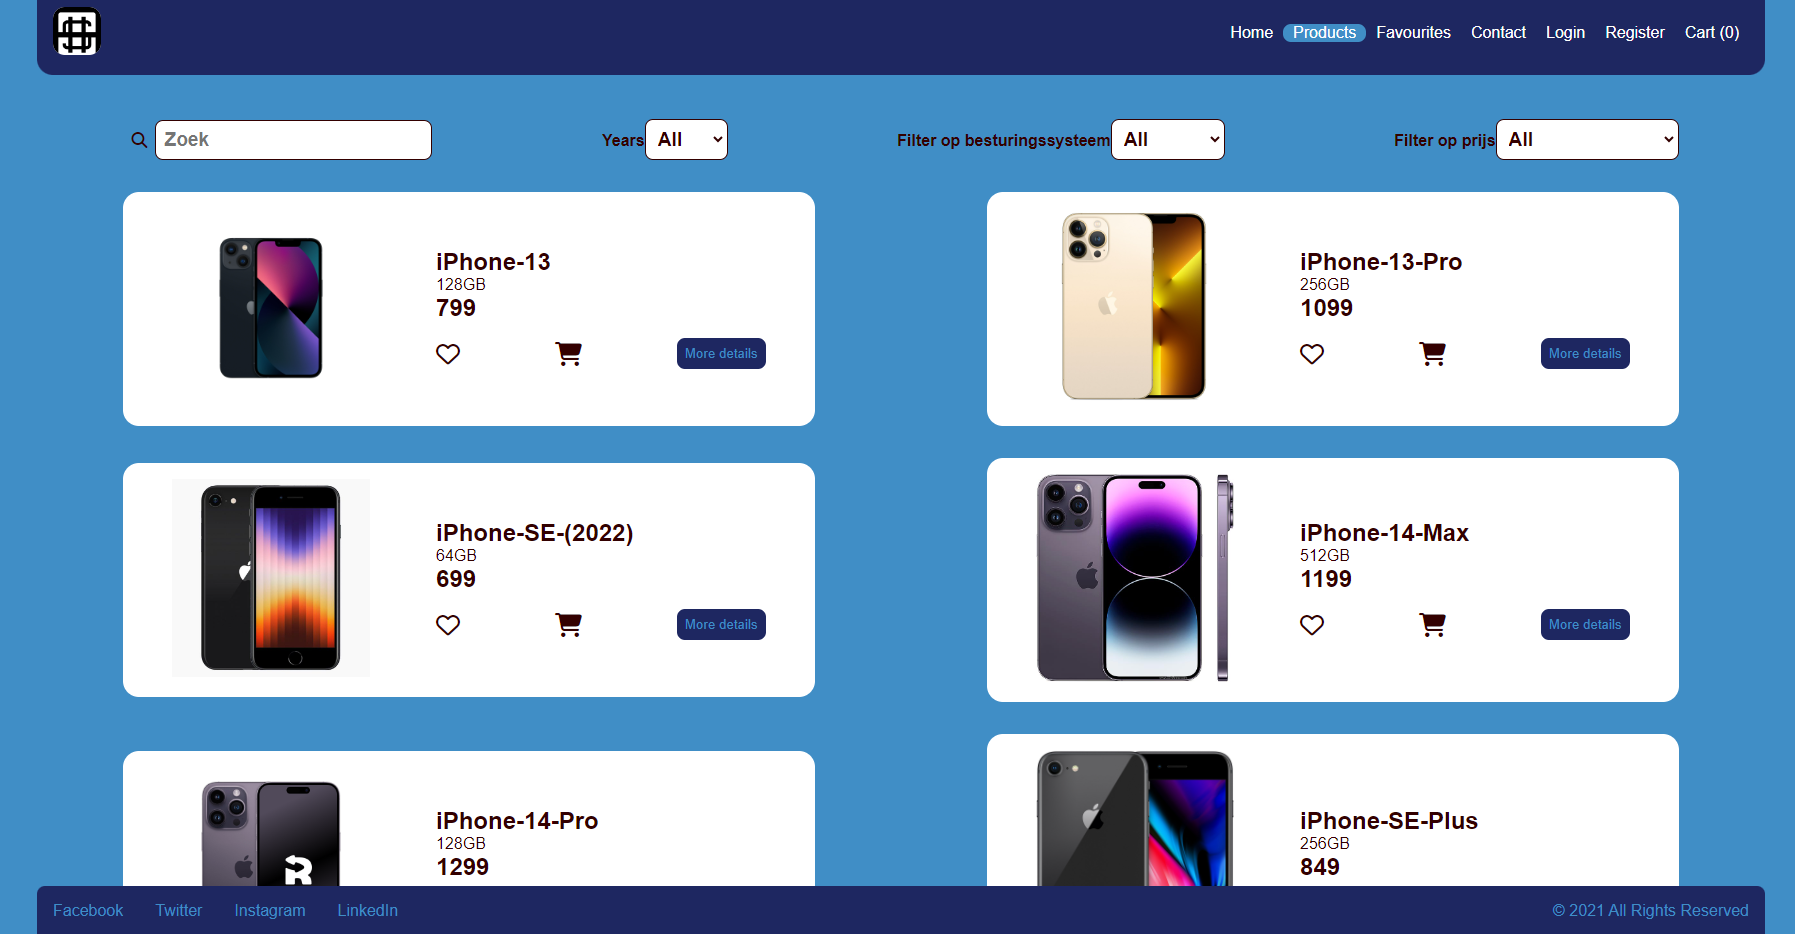 Home Products Favourites Contact Login Register Cart (0)
Zoek Years All Filter op besturingssysteem All Filter op prijs All
iPhone-13
128GB
799
More details
iPhone-13-Pro
256GB
1099
More details
iPhone-SE-(2022)
64GB
699
More details
iPhone-14-Max
512GB
1199
More details
iPhone-14-Pro
128GB
1299
iPhone-SE-Plus
256GB
849
Facebook Twitter Instagram LinkedIn © 2021 All Rights Reserved